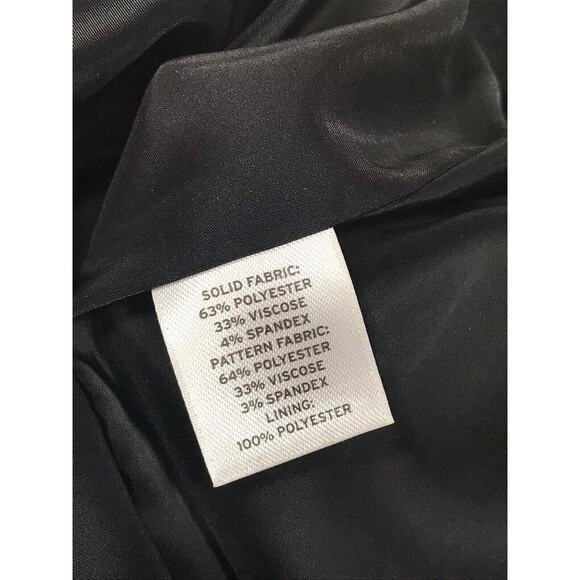 SOLID FABRIC:
63% POLYESTER
33% VISCOSE
4% SPANDEX
PATTERN FABRIC:
64% POLYESTER
33% VISCOSE
3% SPANDEX
LINING:
100% POLYESTER